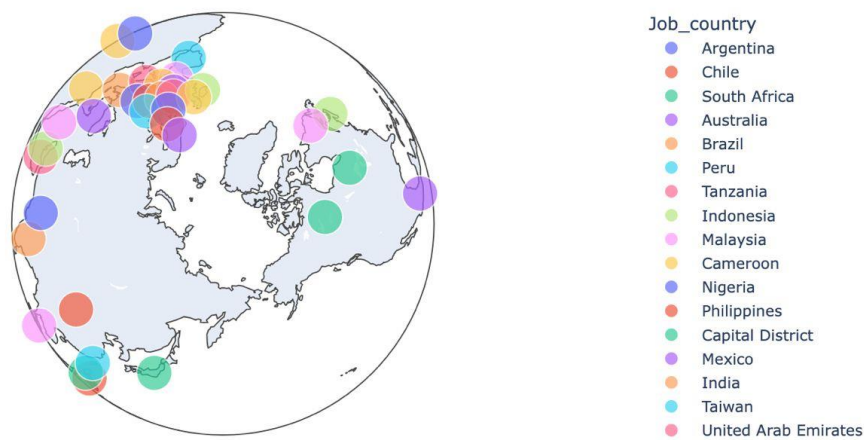 Job_country
Argentina
Chile
South Africa
Australia
Brazil
Peru
Tanzania
Indonesia
Malaysia
Cameroon
Nigeria
Philippines
Capital District
Mexico
India
Taiwan
United Arab Emirates